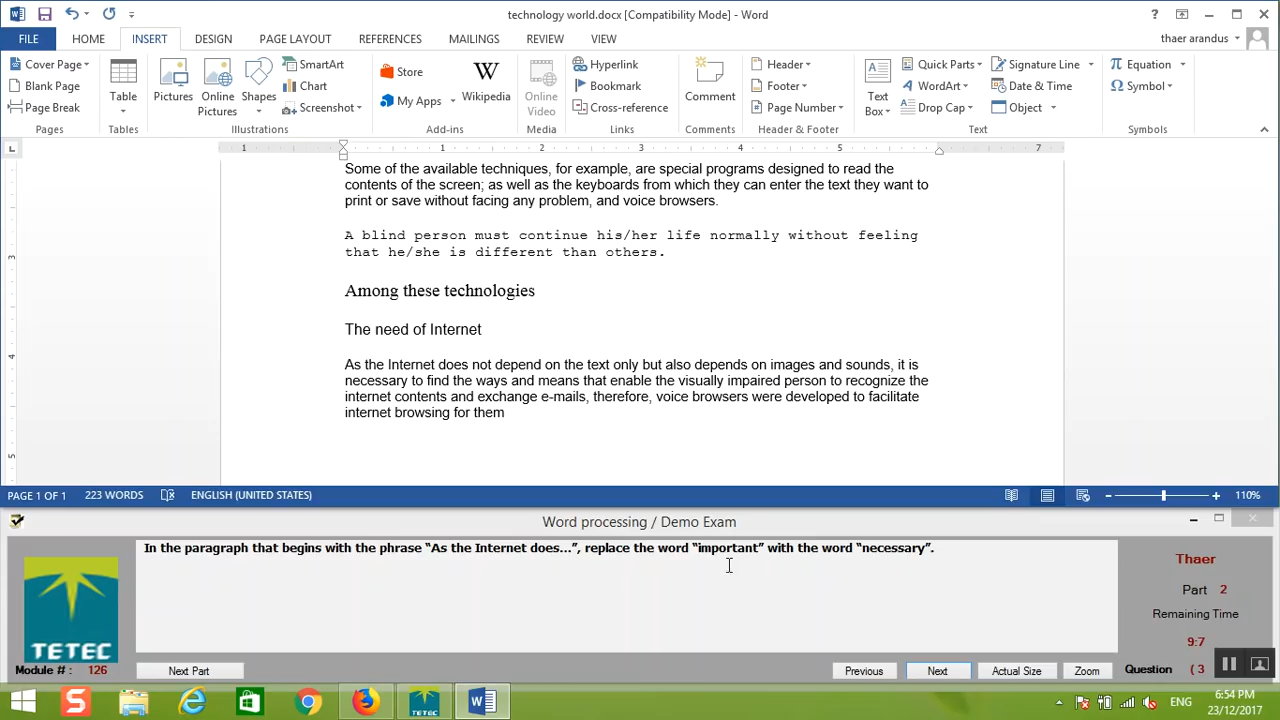 technology world.docx [Compatibility Mode] - Word
?
FILE HOME INSERT DESIGN PAGE LAYOUT REFERENCES MAILINGS REVIEW VIEW thaer arandus
Cover Page
Blank Page
Page Break
Pages
Table
Tables
Pictures
Online Pictures
Shapes
SmartArt
Chart
Screenshot
Illustrations
Store
My Apps
Wikipedia
Add-ins
Online Video
Media
Hyperlink
Bookmark
Cross-reference
Links
Comment
Comments
Header
Footer
Page Number
Header & Footer
Text Box
Quick Parts
WordArt
Drop Cap
Signature Line
Date & Time
Object
Text
Equation
Symbol
Symbols
1 1 2 3 4 5 7
3
4
5
Some of the available techniques, for example, are special programs designed to read the
contents of the screen; as well as the keyboards from which they can enter the text they want to
print or save without facing any problem, and voice browsers.
A blind person must continue his/her life normally without feeling
that he/she is different than others.
Among these technologies
The need of Internet
As the Internet does not depend on the text only but also depends on images and sounds, it is
necessary to find the ways and means that enable the visually impaired person to recognize the
internet contents and exchange e-mails, therefore, voice browsers were developed to facilitate
internet browsing for them
PAGE 1 OF 1 223 WORDS ENGLISH (UNITED STATES) 110%
Word processing / Demo Exam
In the paragraph that begins with the phrase “As the Internet does...”, replace the word “important” with the word “necessary”.
TETEC
Module # : 126
Next Part
Previous
Next
Actual Size
Zoom
Thaer
Part 2
Remaining Time
9:7
Question ( 3
ENG
6:54 PM
23/12/2017